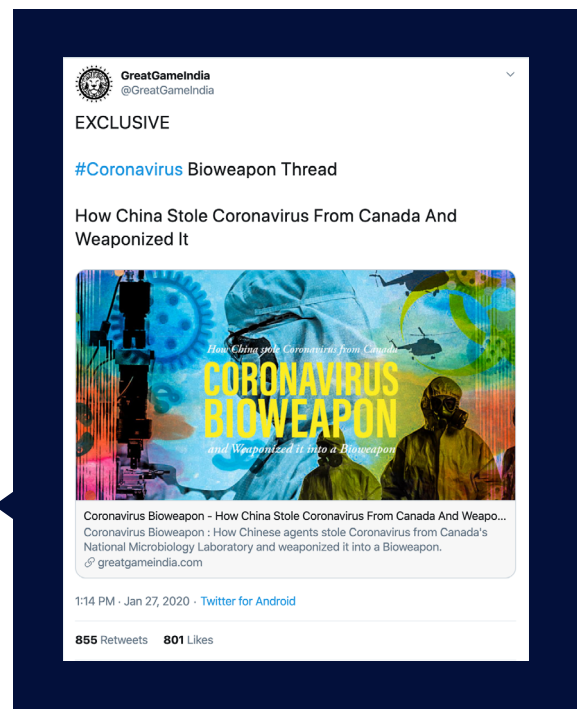 GreatGameIndia
@GreatGameIndia
EXCLUSIVE
#Coronavirus Bioweapon Thread
How China Stole Coronavirus From Canada And
Weaponized It
How China stole Coronavirus from Canada
CORONAVIRUS
BIOWEAPON
and Weaponized it into a Bioweapon
Coronavirus Bioweapon - How China Stole Coronavirus From Canada And Weapo...
Coronavirus Bioweapon : How Chinese agents stole Coronavirus from Canada's
National Microbiology Laboratory and weaponized it into a Bioweapon.
greatgameindia.com
1:14 PM · Jan 27, 2020 · Twitter for Android
855 Retweets 801 Likes